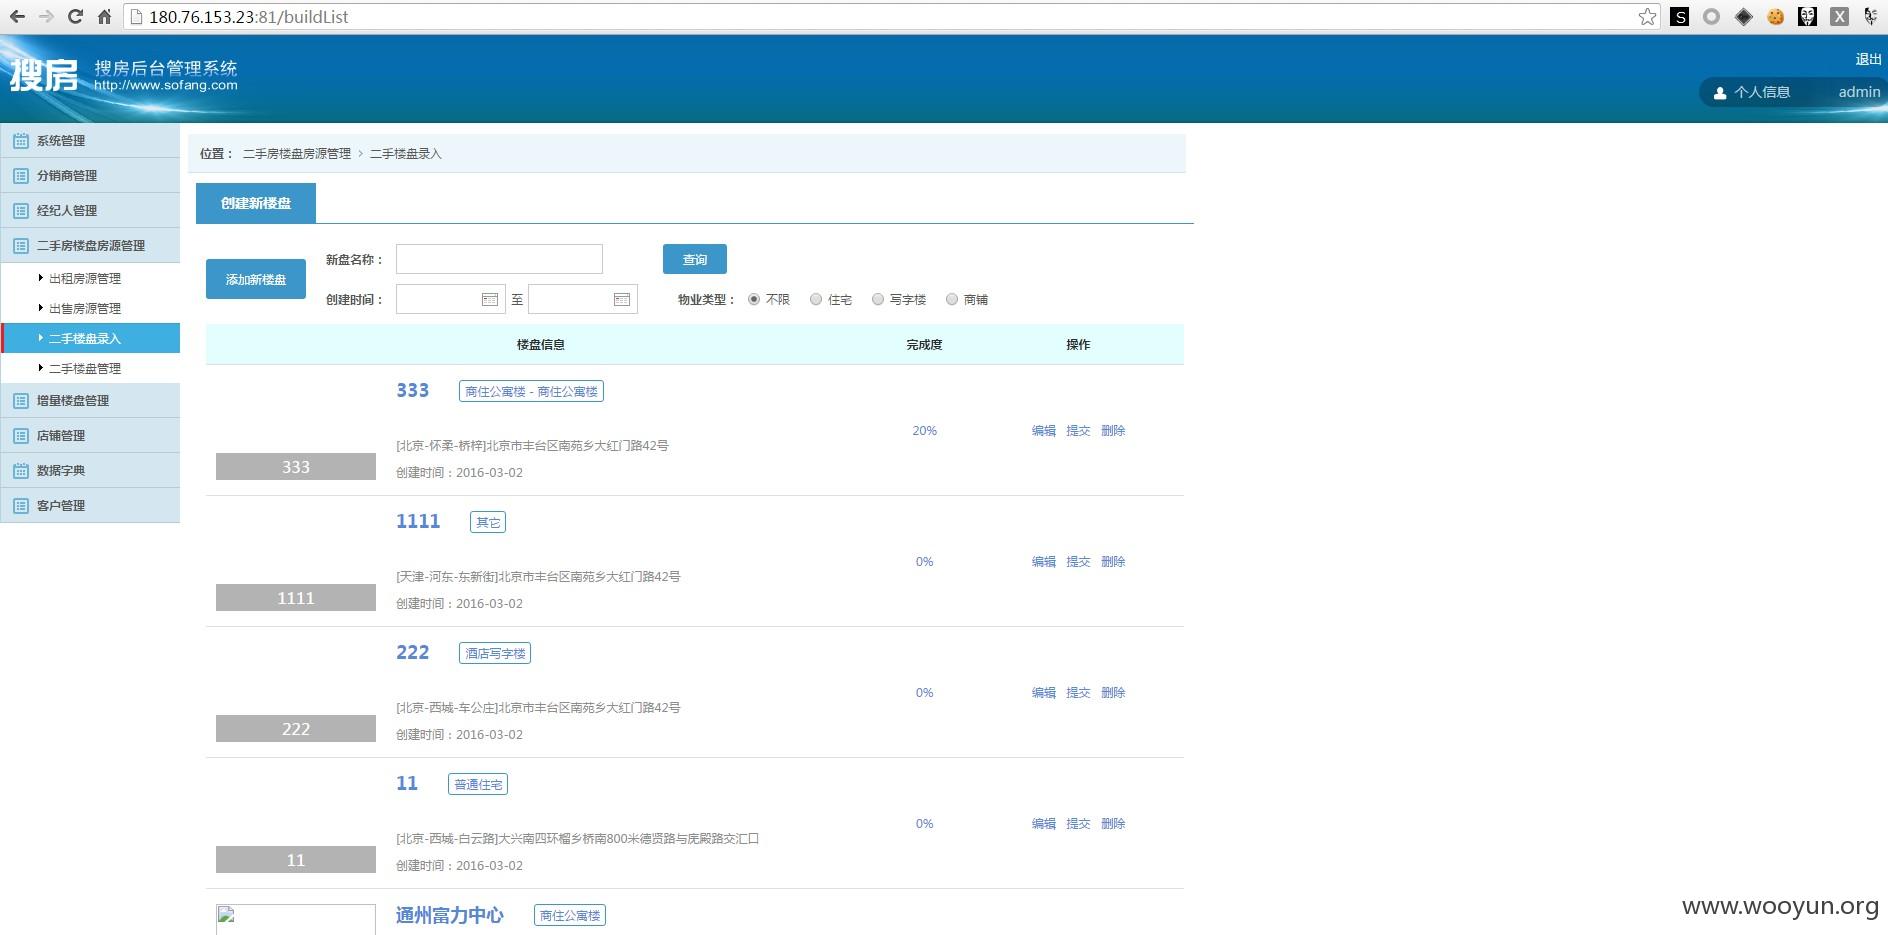 180.76.153.23:81/buildList
搜房 搜房后台管理系统
http://www.sofang.com
退出
个人信息 admin
系统管理
分销商管理
经纪人管理
二手房楼盘房源管理
出租房源管理
出售房源管理
二手楼盘录入
二手楼盘管理
增量楼盘管理
店铺管理
数据字典
客户管理
位置： 二手房楼盘房源管理 > 二手楼盘录入
创建新楼盘
添加新楼盘
新盘名称： 查询
创建时间： 至 物业类型： 不限 住宅 写字楼 商铺
楼盘信息 完成度 操作
333 商住公寓楼 - 商住公寓楼
20% 编辑 提交 删除
[北京-怀柔-桥梓]北京市丰台区南苑乡大红门路42号
333
创建时间：2016-03-02
1111 其它
0% 编辑 提交 删除
[天津-河东-东新街]北京市丰台区南苑乡大红门路42号
1111
创建时间：2016-03-02
222 酒店写字楼
0% 编辑 提交 删除
[北京-西城-车公庄]北京市丰台区南苑乡大红门路42号
222
创建时间：2016-03-02
11 普通住宅
0% 编辑 提交 删除
[北京-西城-白云路]大兴南四环榴乡桥南800米德贤路与庑殿路交汇口
11
创建时间：2016-03-02
通州富力中心 商住公寓楼
www.wooyun.org